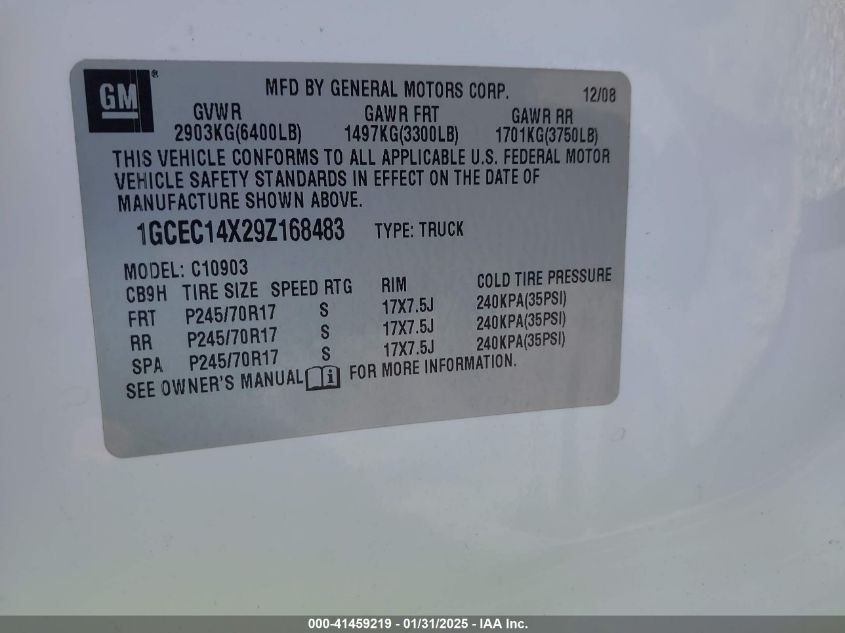 GM®
MFD BY GENERAL MOTORS CORP. 12/08
GVWR GAWR FRT GAWR RR
2903KG(6400LB) 1497KG(3300LB) 1701KG(3750LB)
THIS VEHICLE CONFORMS TO ALL APPLICABLE U.S. FEDERAL MOTOR
VEHICLE SAFETY STANDARDS IN EFFECT ON THE DATE OF
MANUFACTURE SHOWN ABOVE.
1GCEC14X29Z168483 TYPE: TRUCK
MODEL: C10903
CB9H TIRE SIZE SPEED RTG RIM COLD TIRE PRESSURE
FRT P245/70R17 S 17X7.5J 240KPA(35PSI)
RR P245/70R17 S 17X7.5J 240KPA(35PSI)
SPA P245/70R17 S 17X7.5J 240KPA(35PSI)
SEE OWNER'S MANUAL i FOR MORE INFORMATION.
000-41459219 - 01/31/2025 - IAA Inc.